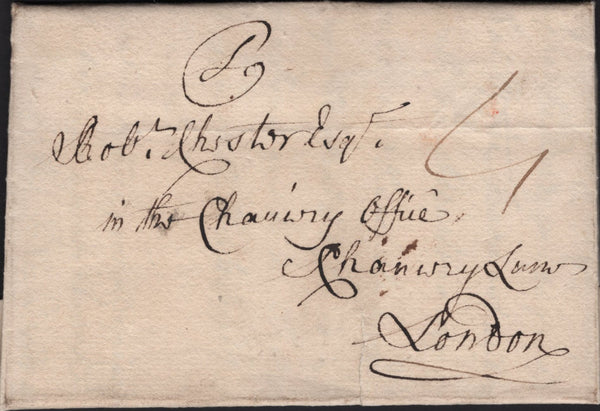 Robt. Chester Esqr.
in the Chancery Office
Chancery Lane
London